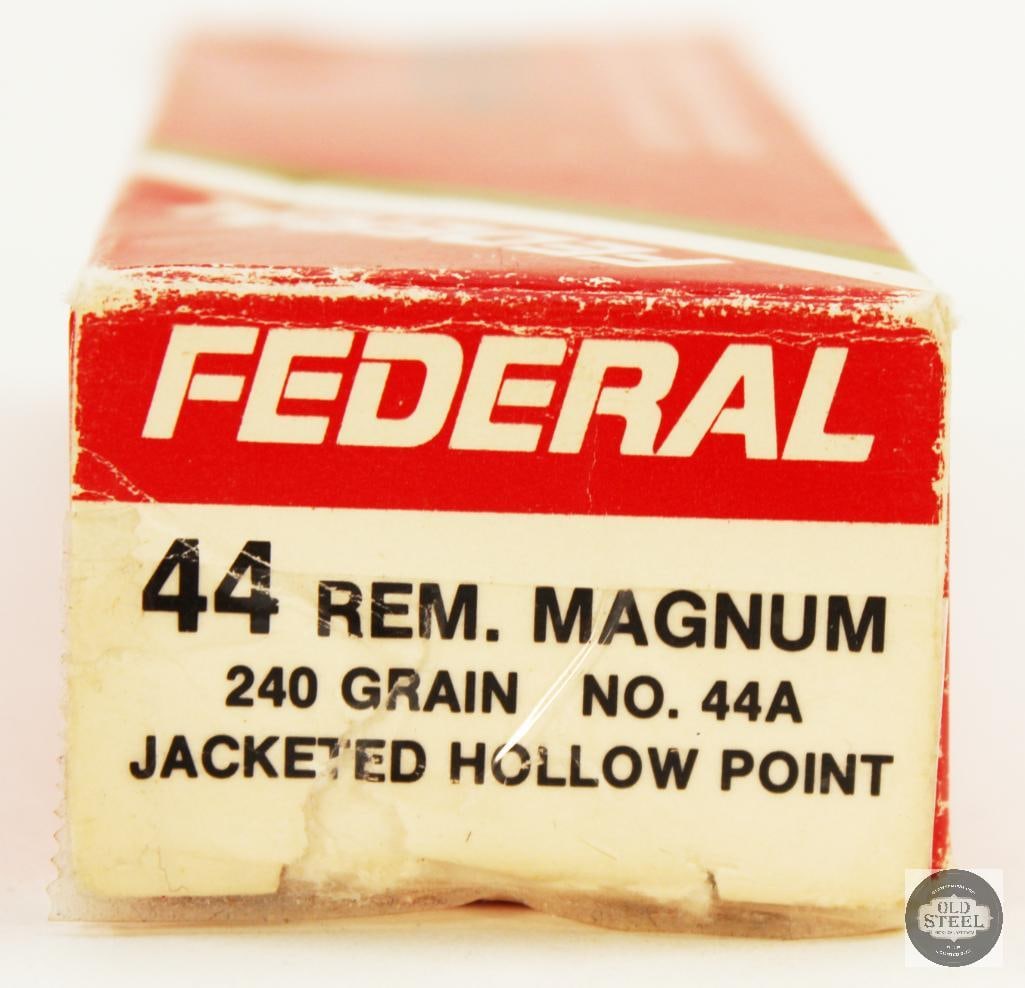 FEDERAL
44 REM. MAGNUM
240 GRAIN NO. 44A
JACKETED HOLLOW POINT
OLD
STEEL